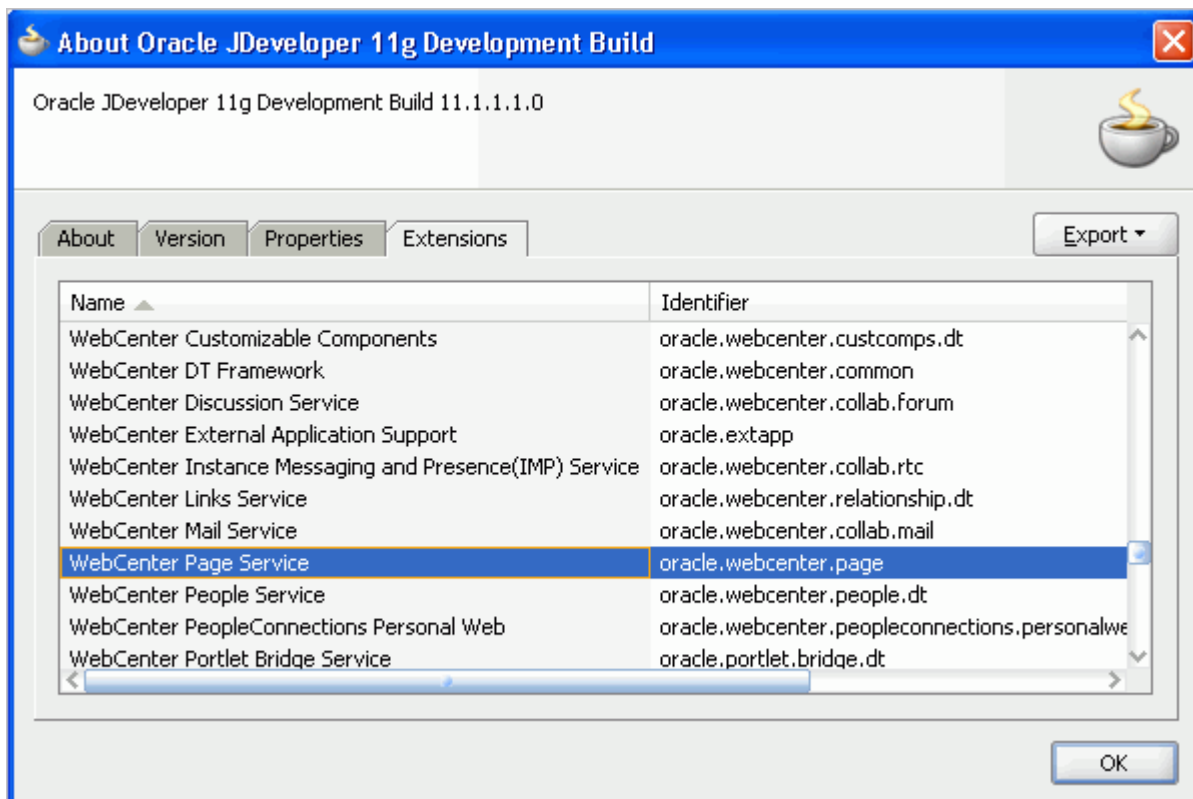 About Oracle JDeveloper 11g Development Build
Oracle JDeveloper 11g Development Build 11.1.1.1.0
About Version Properties Extensions Export
Name Identifier
WebCenter Customizable Components oracle.webcenter.custcomps.dt
WebCenter DT Framework oracle.webcenter.common
WebCenter Discussion Service oracle.webcenter.collab.forum
WebCenter External Application Support oracle.extapp
WebCenter Instance Messaging and Presence(IMP) Service oracle.webcenter.collab.rtc
WebCenter Links Service oracle.webcenter.relationship.dt
WebCenter Mail Service oracle.webcenter.collab.mail
WebCenter Page Service oracle.webcenter.page
WebCenter People Service oracle.webcenter.people.dt
WebCenter PeopleConnections Personal Web oracle.webcenter.peopleconnections.personalwe
WebCenter Portlet Bridge Service oracle.portlet.bridge.dt
OK